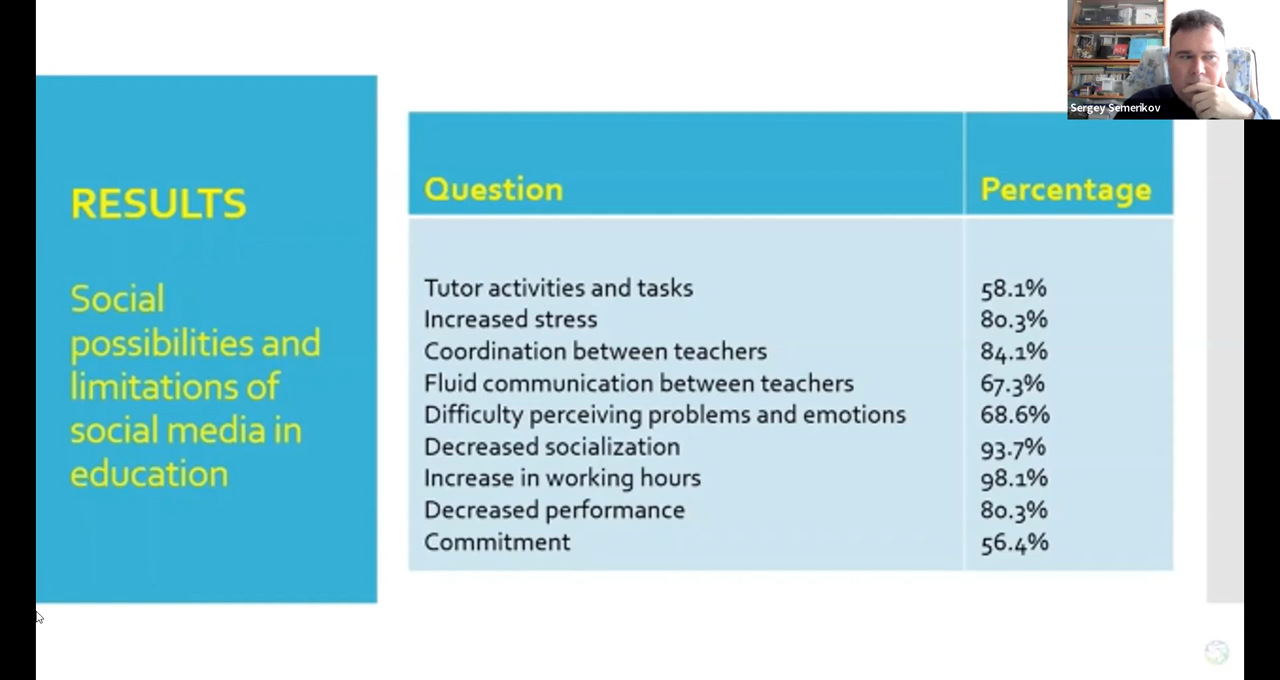 Sergey Semerikov
RESULTS
Social
possibilities and
limitations of
social media in
education
Question Percentage
Tutor activities and tasks 58.1%
Increased stress 80.3%
Coordination between teachers 84.1%
Fluid communication between teachers 67.3%
Difficulty perceiving problems and emotions 68.6%
Decreased socialization 93.7%
Increase in working hours 98.1%
Decreased performance 80.3%
Commitment 56.4%